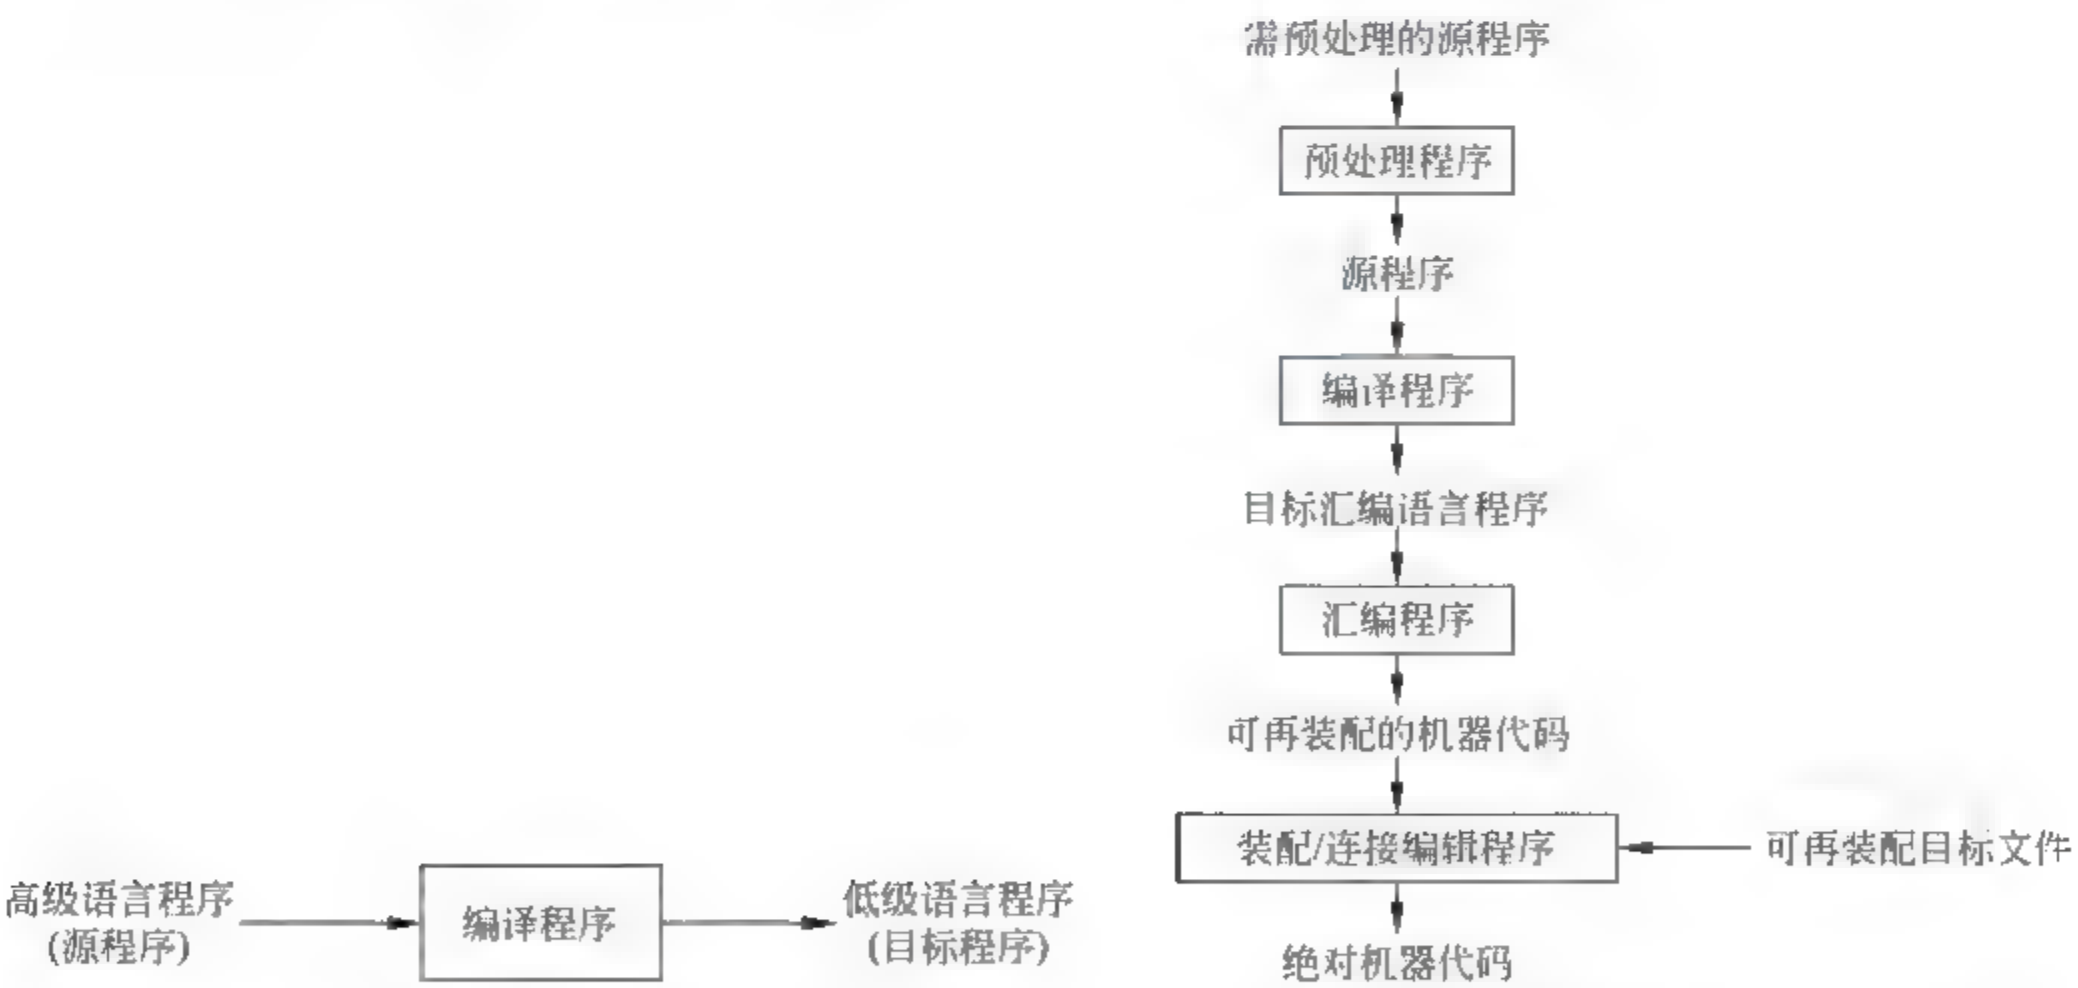 高级语言程序
(源程序)
编译程序
低级语言程序
(目标程序)
需预处理的源程序
预处理程序
源程序
编译程序
目标汇编语言程序
汇编程序
可再装配的机器代码
装配/连接编辑程序
可再装配目标文件
绝对机器代码